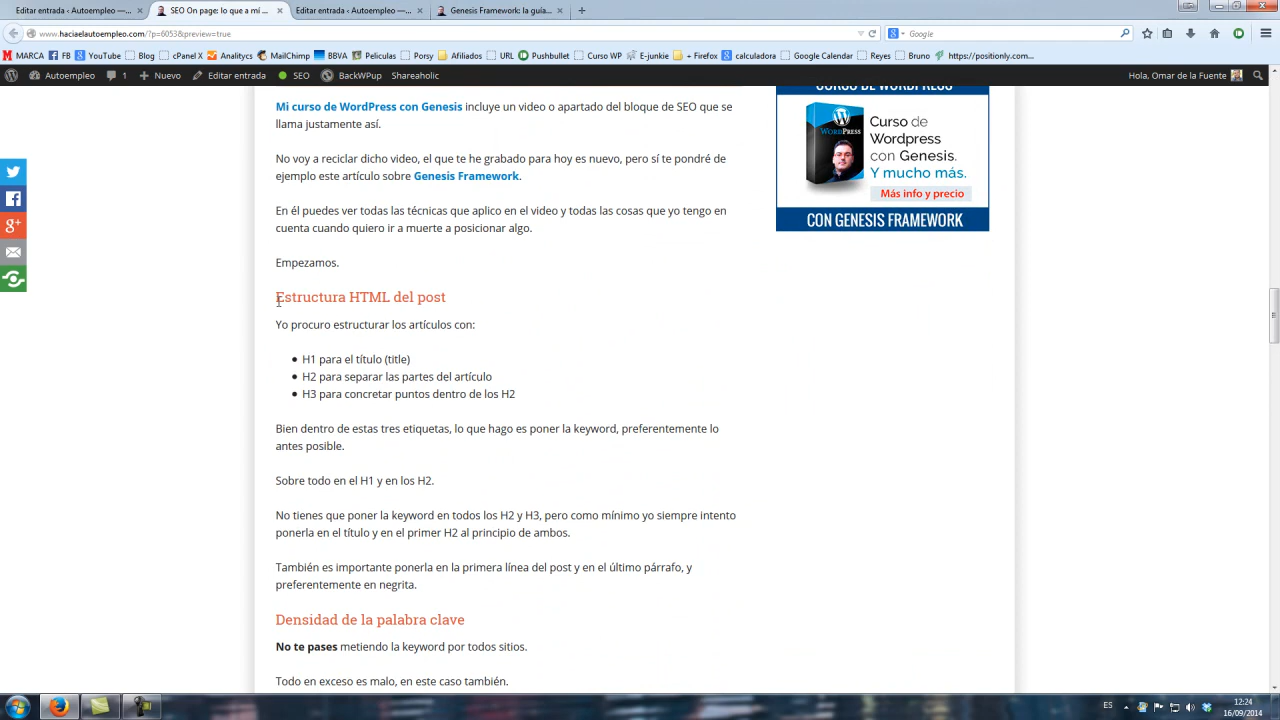 Editar entrada ‹ Autoempleo —...
SEO On page: lo que a mí ...
Editar entrada ‹ Autoempleo —...
Genesis Framework: la guía...
www.haciaelautoempleo.com/?p=6053&preview=true
Google
MARCA
FB
YouTube
Blog
cPanel X
Analitycs
MailChimp
BBVA
Peliculas
Porsy
Afiliados
URL
Pushbullet
Curso WP
E-junkie
+ Firefox
calculadora
Google Calendar
Reyes
Bruno
https://positionly.com...
Autoempleo
1
Nuevo
Editar entrada
SEO
BackWPup
Shareaholic
Hola, Omar de la Fuente
Mi curso de WordPress con Genesis incluye un video o apartado del bloque de SEO que se
llama justamente así.
No voy a reciclar dicho video, el que te he grabado para hoy es nuevo, pero sí te pondré de
ejemplo este artículo sobre Genesis Framework.
En él puedes ver todas las técnicas que aplico en el video y todas las cosas que yo tengo en
cuenta cuando quiero ir a muerte a posicionar algo.
Empezamos.
Estructura HTML del post
Yo procuro estructurar los artículos con:
H1 para el título (title)
H2 para separar las partes del artículo
H3 para concretar puntos dentro de los H2
Bien dentro de estas tres etiquetas, lo que hago es poner la keyword, preferentemente lo
antes posible.
Sobre todo en el H1 y en los H2.
No tienes que poner la keyword en todos los H2 y H3, pero como mínimo yo siempre intento
ponerla en el título y en el primer H2 al principio de ambos.
También es importante ponerla en la primera línea del post y en el último párrafo, y
preferentemente en negrita.
Densidad de la palabra clave
No te pases metiendo la keyword por todos sitios.
Todo en exceso es malo, en este caso también.
CURSO DE WORDPRESS
WORDPRESS
Curso de
Wordpress
con Genesis.
Y mucho más.
Más info y precio
CON GENESIS FRAMEWORK
ES
12:24
16/09/2014